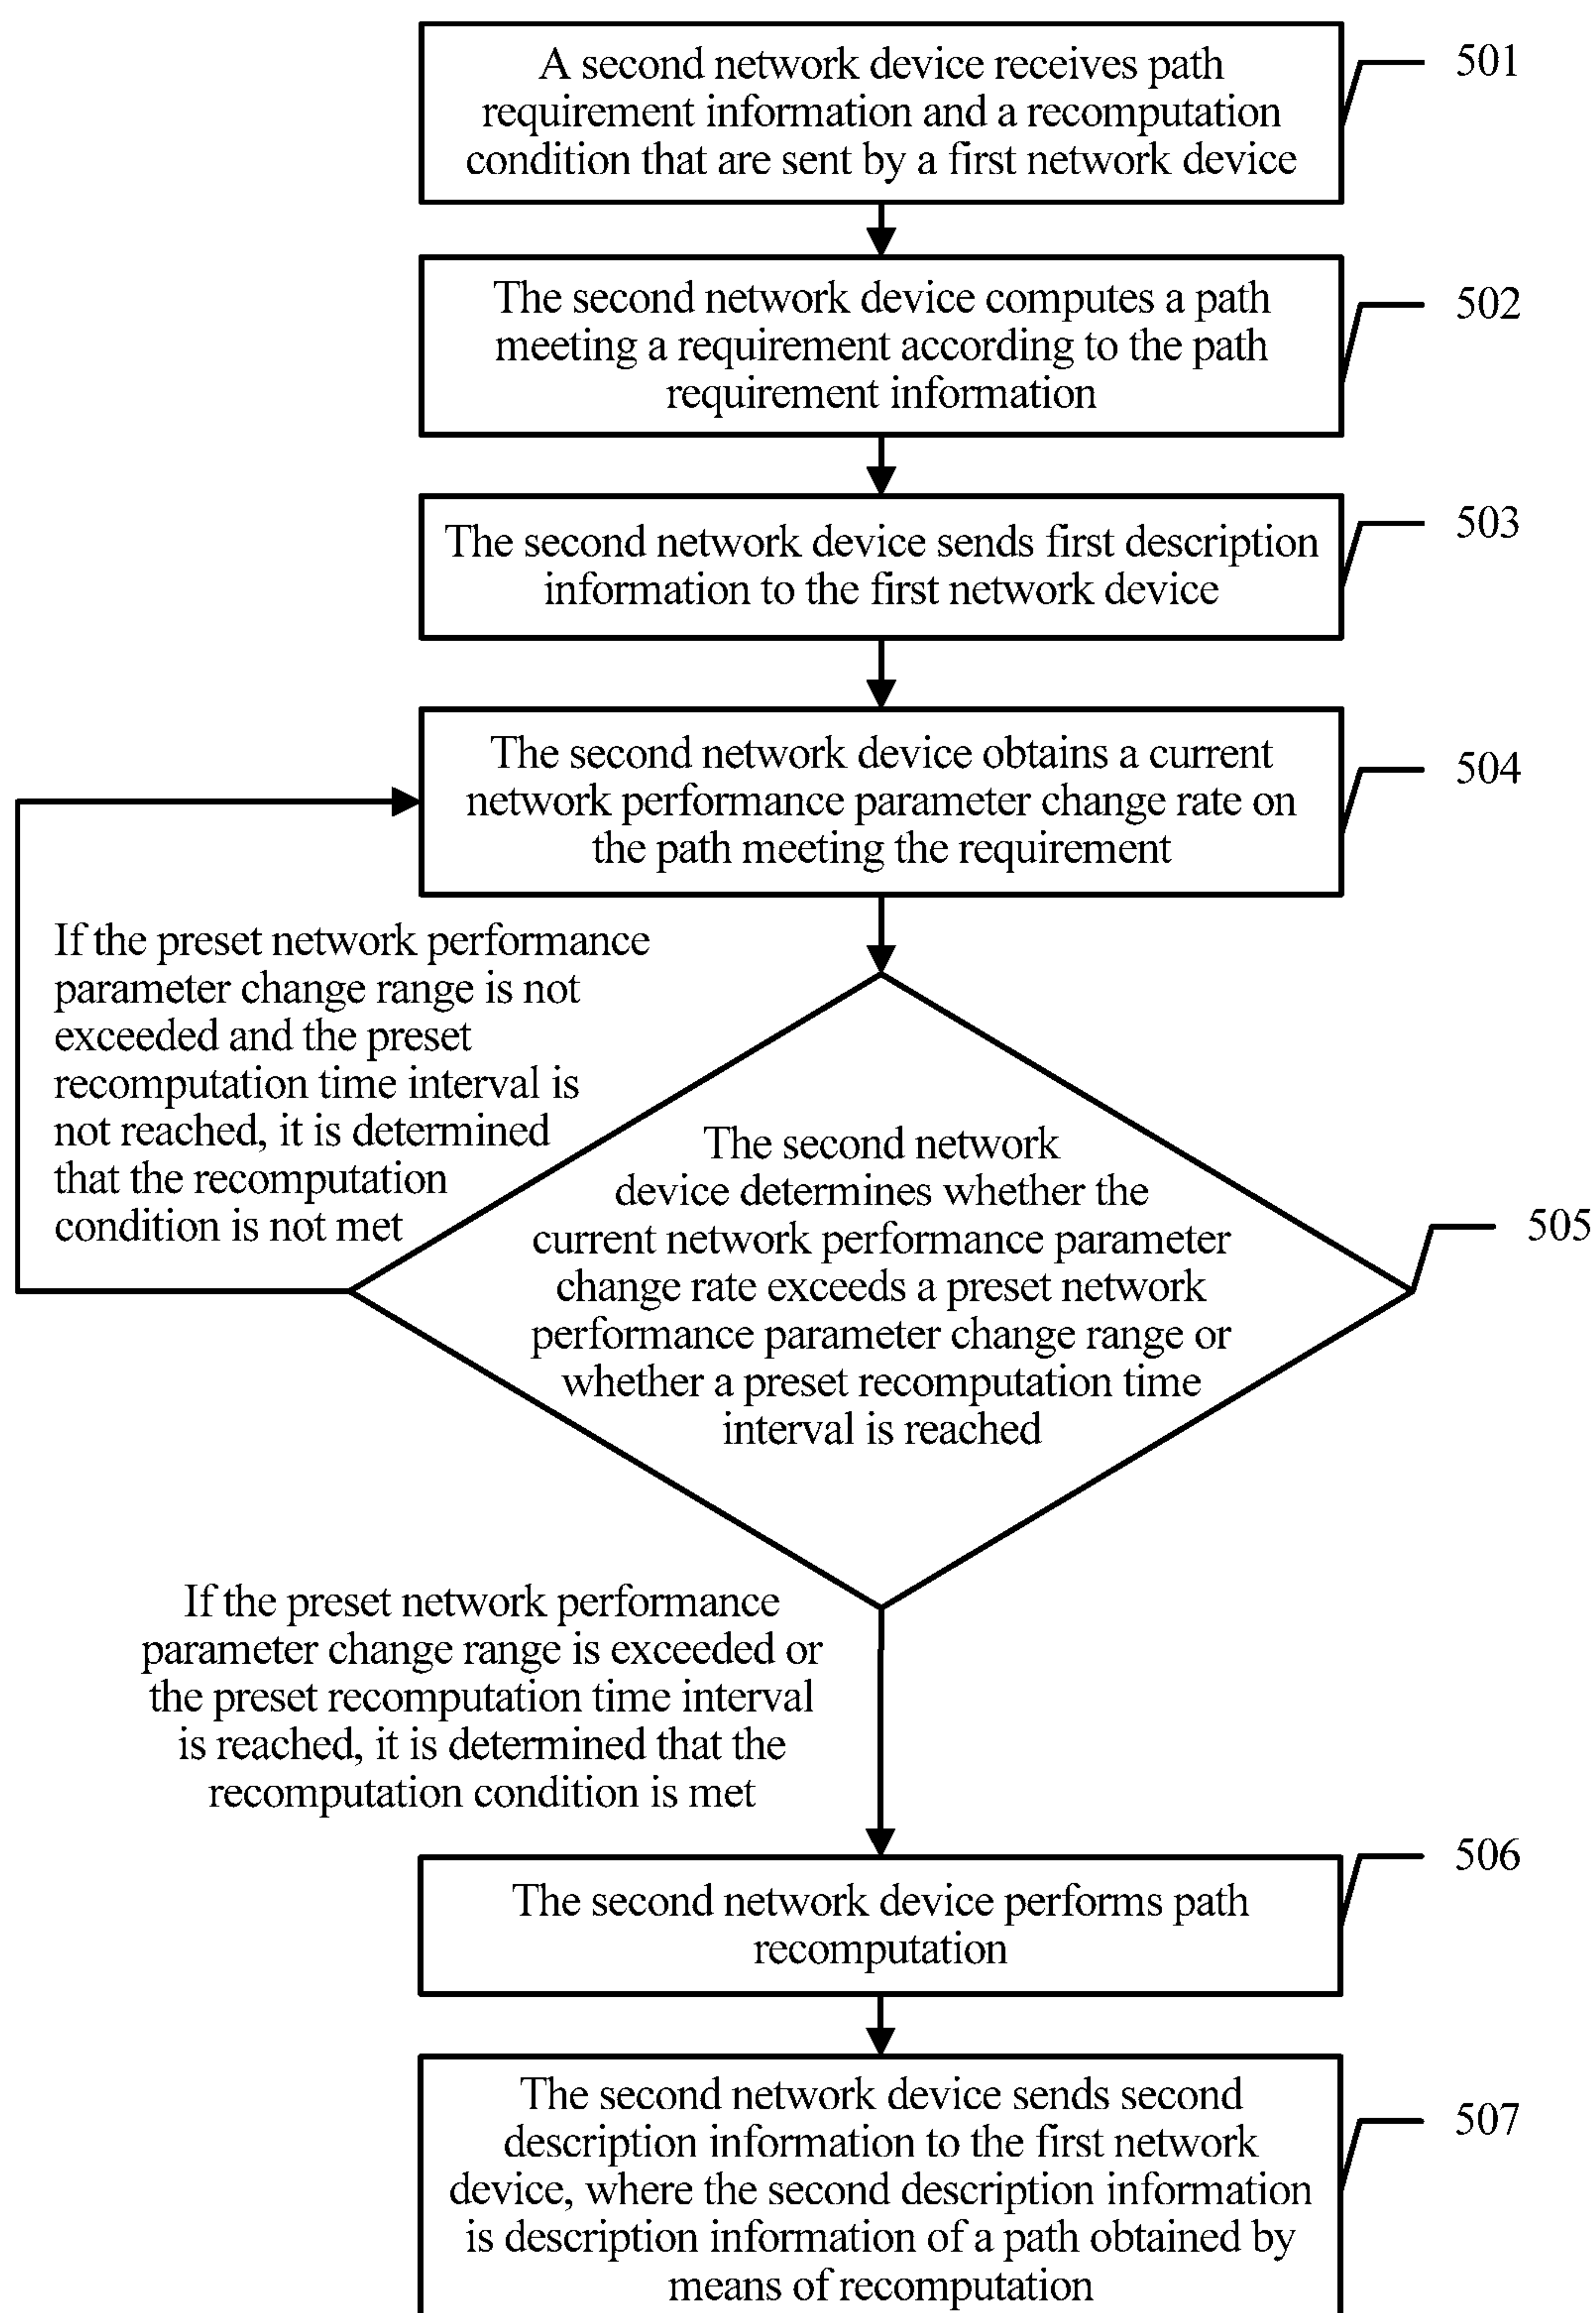 A second network device receives path
requirement information and a recomputation
condition that are sent by a first network device
501
The second network device computes a path
meeting a requirement according to the path
requirement information
502
The second network device sends first description
information to the first network device
503
The second network device obtains a current
network performance parameter change rate on
the path meeting the requirement
504
If the preset network performance
parameter change range is not
exceeded and the preset
recomputation time interval is
not reached, it is determined
that the recomputation
condition is not met
The second network
device determines whether the
current network performance parameter
change rate exceeds a preset network
performance parameter change range or
whether a preset recomputation time
interval is reached
505
If the preset network performance
parameter change range is exceeded or
the preset recomputation time interval
is reached, it is determined that the
recomputation condition is met
The second network device performs path
recomputation
506
The second network device sends second
description information to the first network
device, where the second description information
is description information of a path obtained by
means of recomputation
507